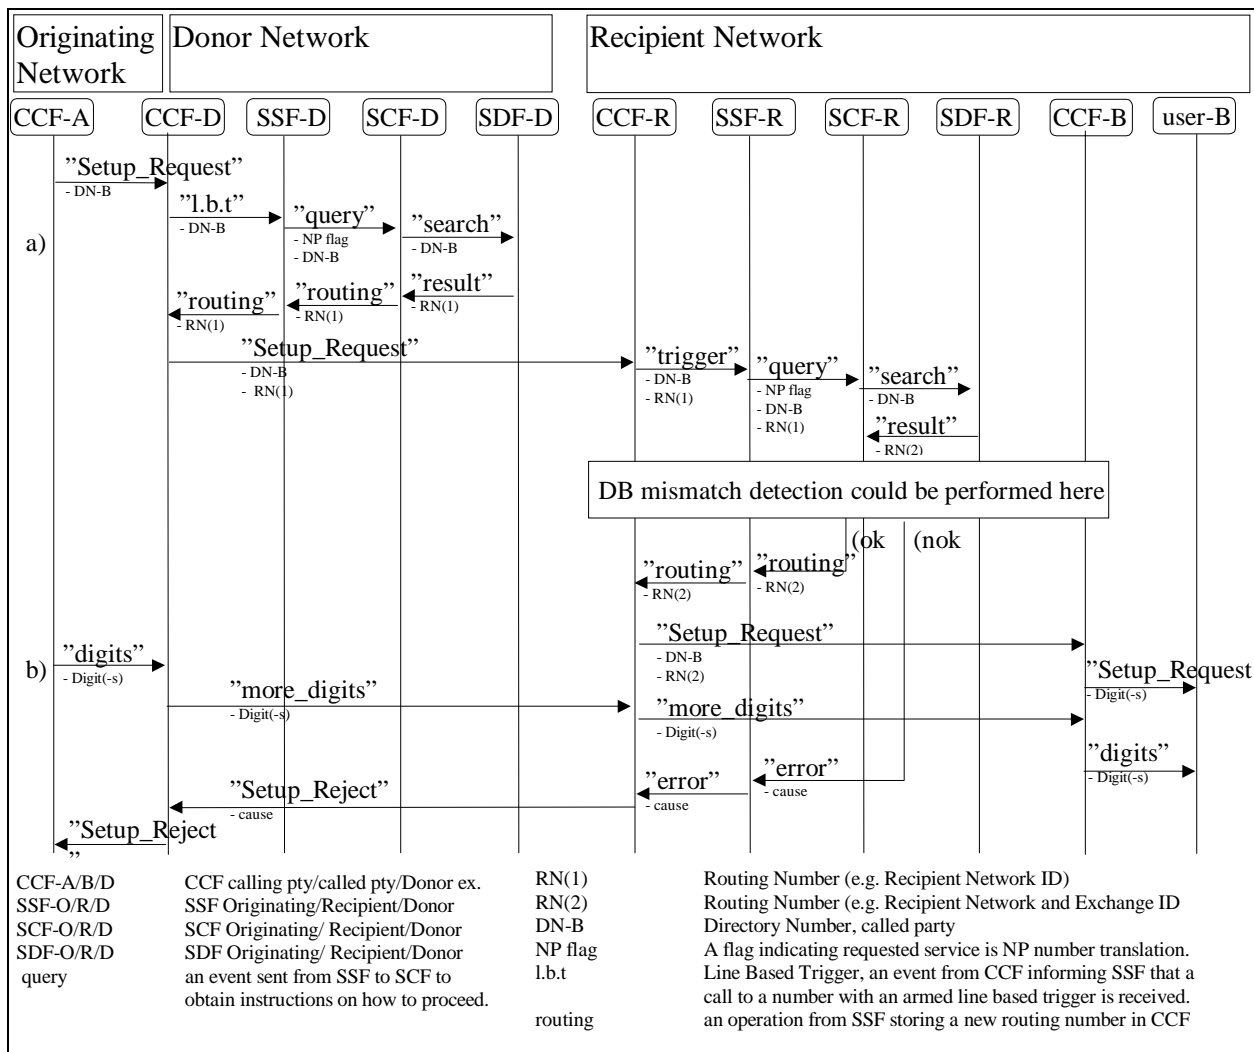 Originating
Network
Donor Network
Recipient Network
CCF-A
CCF-D
SSF-D
SCF-D
SDF-D
CCF-R
SSF-R
SCF-R
SDF-R
CCF-B
user-B
”Setup_Request”
- DN-B
”l.b.t”
- DN-B
”query”
- NP flag
- DN-B
”search”
- DN-B
a)
”result”
- RN(1)
”routing”
- RN(1)
”routing”
- RN(1)
”Setup_Request”
- DN-B
- RN(1)
”trigger”
- DN-B
- RN(1)
”query”
- NP flag
- DN-B
- RN(1)
”search”
- DN-B
”result”
- RN(2)
DB mismatch detection could be performed here
(ok
(nok
”routing”
- RN(2)
”routing”
- RN(2)
”Setup_Request”
- DN-B
- RN(2)
b)
”digits”
- Digit(-s)
”Setup_Request
- Digit(-s)
”more_digits”
- Digit(-s)
”more_digits”
- Digit(-s)
”digits”
- Digit(-s)
”error”
- cause
”error”
- cause
”Setup_Reject”
- cause
”Setup_Reject
”
CCF-A/B/D CCF calling pty/called pty/Donor ex.
SSF-O/R/D SSF Originating/Recipient/Donor
SCF-O/R/D SCF Originating/ Recipient/Donor
SDF-O/R/D SDF Originating/ Recipient/Donor
query an event sent from SSF to SCF to
obtain instructions on how to proceed.
RN(1) Routing Number (e.g. Recipient Network ID)
RN(2) Routing Number (e.g. Recipient Network and Exchange ID
DN-B Directory Number, called party
NP flag A flag indicating requested service is NP number translation.
l.b.t Line Based Trigger, an event from CCF informing SSF that a
call to a number with an armed line based trigger is received.
routing an operation from SSF storing a new routing number in CCF